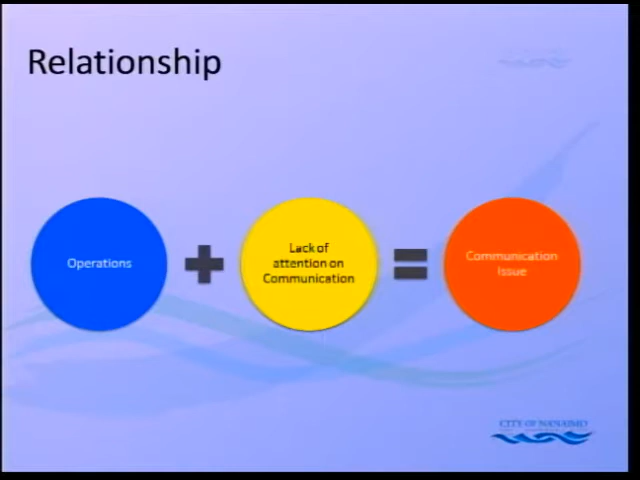 Relationship
Operations
Lack of
attention on
Communication
Communication
Issue
CITY OF NANAIMO